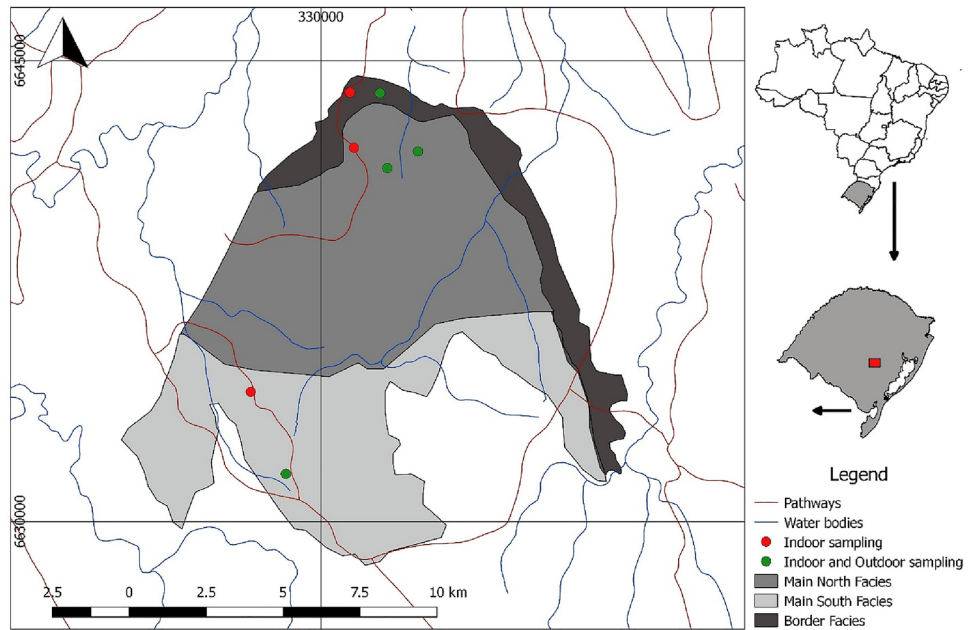 330000
6645000
6630000
2.5 0 2.5 5 7.5 10 km
Legend
Pathways
Water bodies
Indoor sampling
Indoor and Outdoor sampling
Main North Facies
Main South Facies
Border Facies